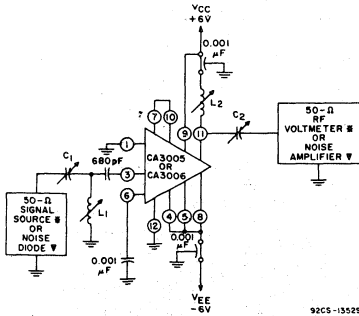 VCC
+6V
0.001
µF
L2
7
10
9
11
C2
50-Ω
RF
VOLTMETER *
OR
NOISE
AMPLIFIER ▼
1
C1
680pF
3
CA3005
OR
CA3006
6
4
5
8
12
50-Ω
SIGNAL
SOURCE *
OR
NOISE
DIODE ▼
L1
0.001
µF
0.001
µF
VEE
-6V
92CS-13529